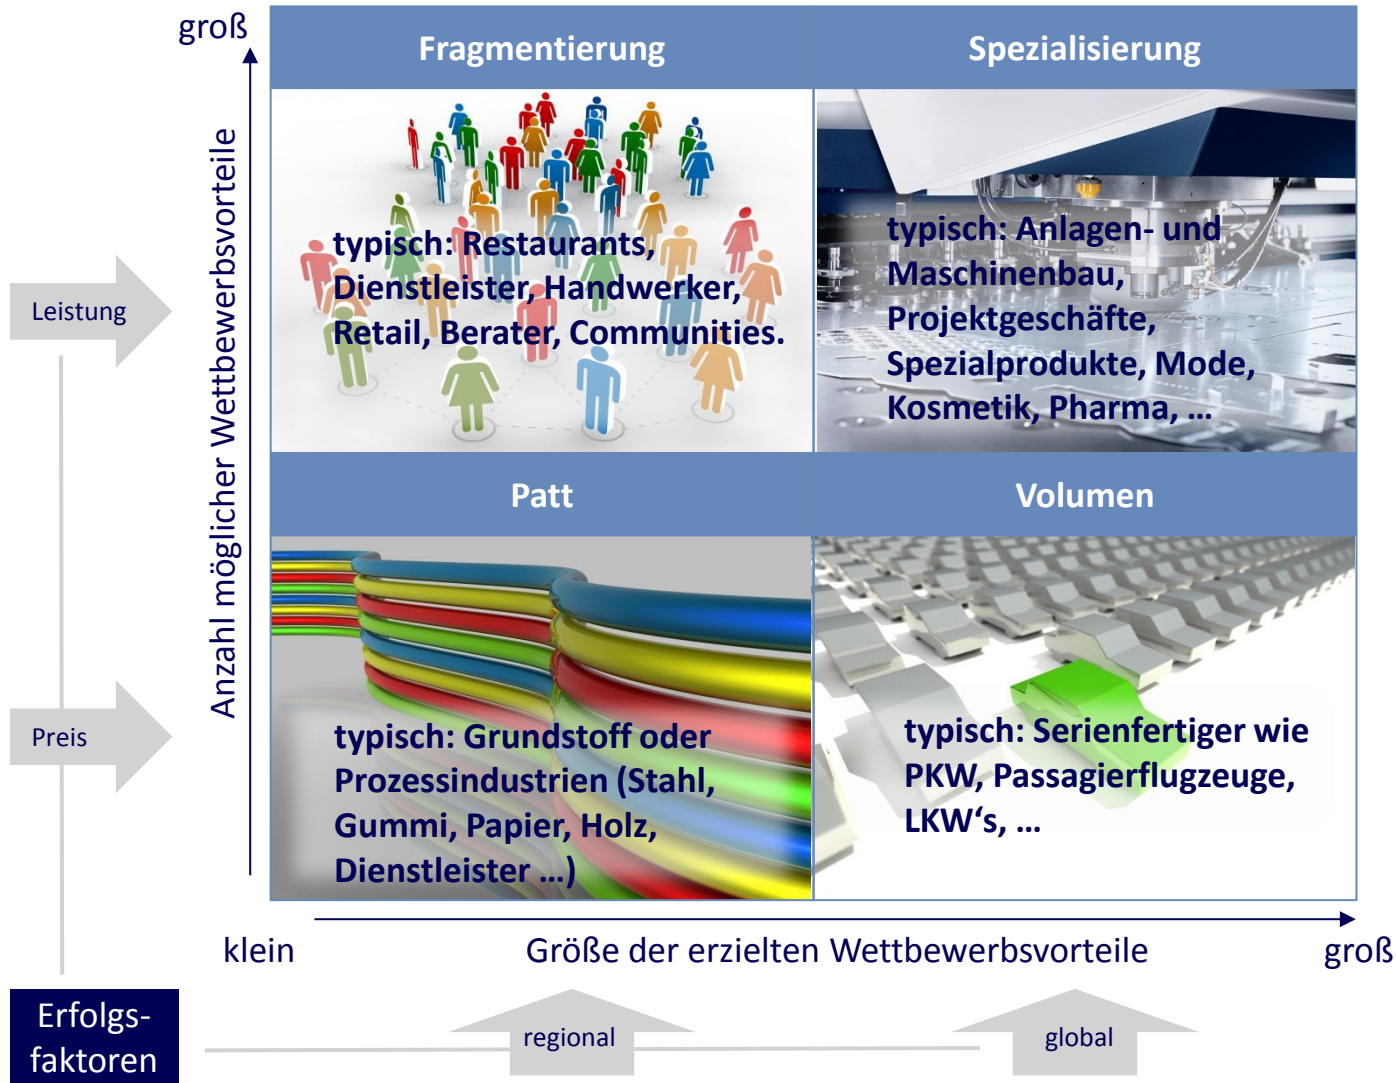 groß
Fragmentierung
Spezialisierung
Anzahl möglicher Wettbewerbsvorteile
typisch: Restaurants,
Dienstleister, Handwerker,
Retail, Berater, Communities.
typisch: Anlagen- und
Maschinenbau,
Projektgeschäfte,
Spezialprodukte, Mode,
Kosmetik, Pharma, ...
Leistung
Patt
Volumen
Preis
typisch: Grundstoff oder
Prozessindustrien (Stahl,
Gummi, Papier, Holz,
Dienstleister ...)
typisch: Serienfertiger wie
PKW, Passagierflugzeuge,
LKW‘s, ...
klein
Größe der erzielten Wettbewerbsvorteile
groß
Erfolgs-
faktoren
regional
global